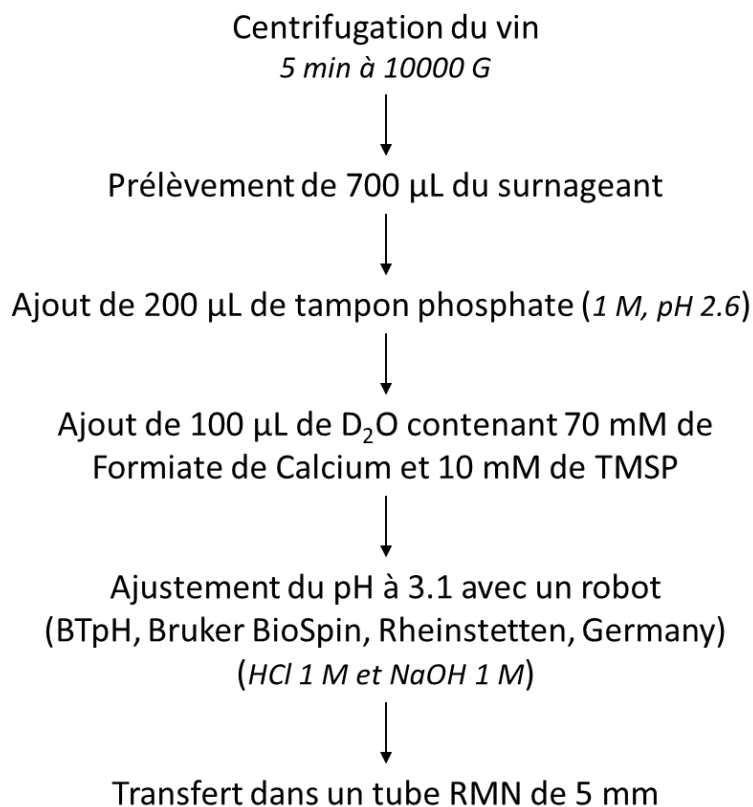 Centrifugation du vin
5 min à 10000 G
Prélèvement de 700 µL du surnageant
Ajout de 200 µL de tampon phosphate (1 M, pH 2.6)
Ajout de 100 µL de D₂O contenant 70 mM de
Formiate de Calcium et 10 mM de TMSP
Ajustement du pH à 3.1 avec un robot
(BTpH, Bruker BioSpin, Rheinstetten, Germany)
(HCl 1 M et NaOH 1 M)
Transfert dans un tube RMN de 5 mm